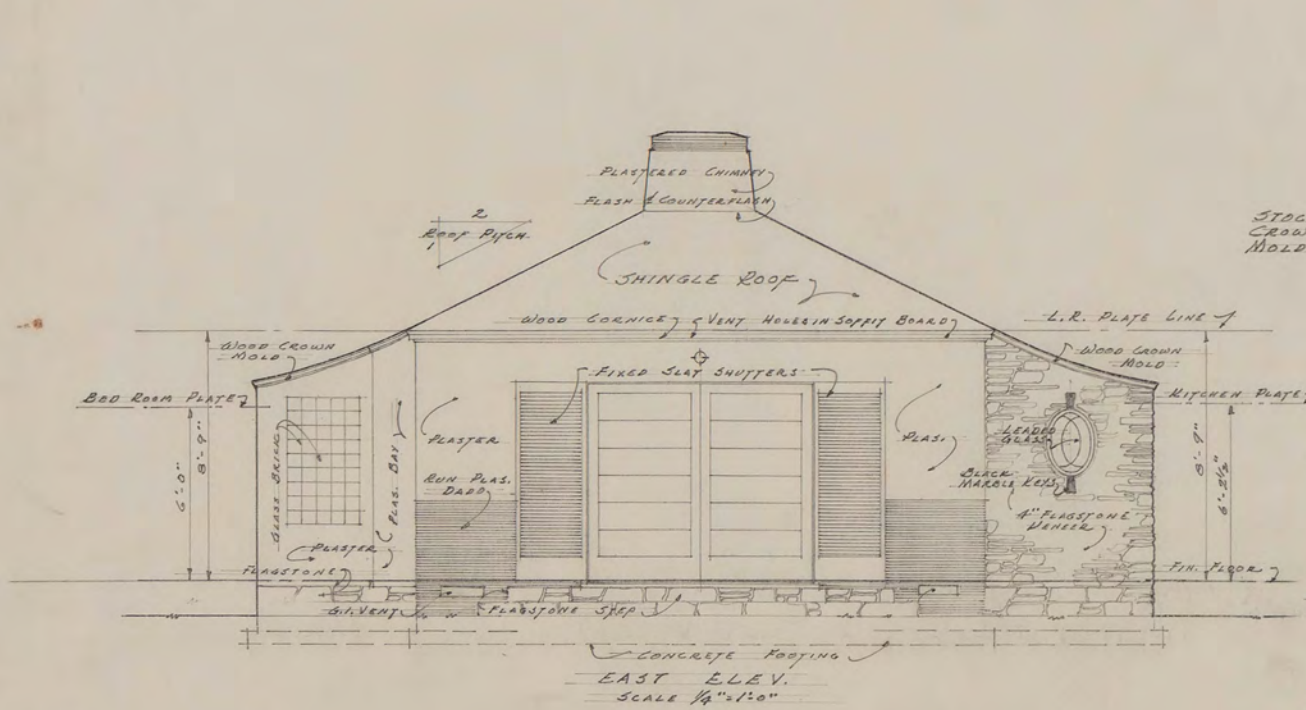 PLASTERED CHIMNEY
FLASH & COUNTERFLASH
2
ROOF PITCH
1
STOC
CROW
MOLD
SHINGLE ROOF
WOOD CORNICE
VENT HOLES IN SOFFIT BOARD
L.R. PLATE LINE
WOOD CROWN
MOLD
WOOD CROWN
MOLD
FIXED SLAT SHUTTERS
BED ROOM PLATE
KITCHEN PLATE
6'-0"
8'-9"
GLASS BRICK
PLAS. BAY
PLASTER
PLAS.
LEADED
GLASS
8'-9"
6'-2½"
RUN PLAS.
DADO
BLACK
MARBLE KEYS
4" FLAGSTONE
VENEER
PLASTER
FLAGSTONE
FIN. FLOOR
G.I. VENT
FLAGSTONE STEP
CONCRETE FOOTING
EAST ELEV.
SCALE ¼"=1'-0"